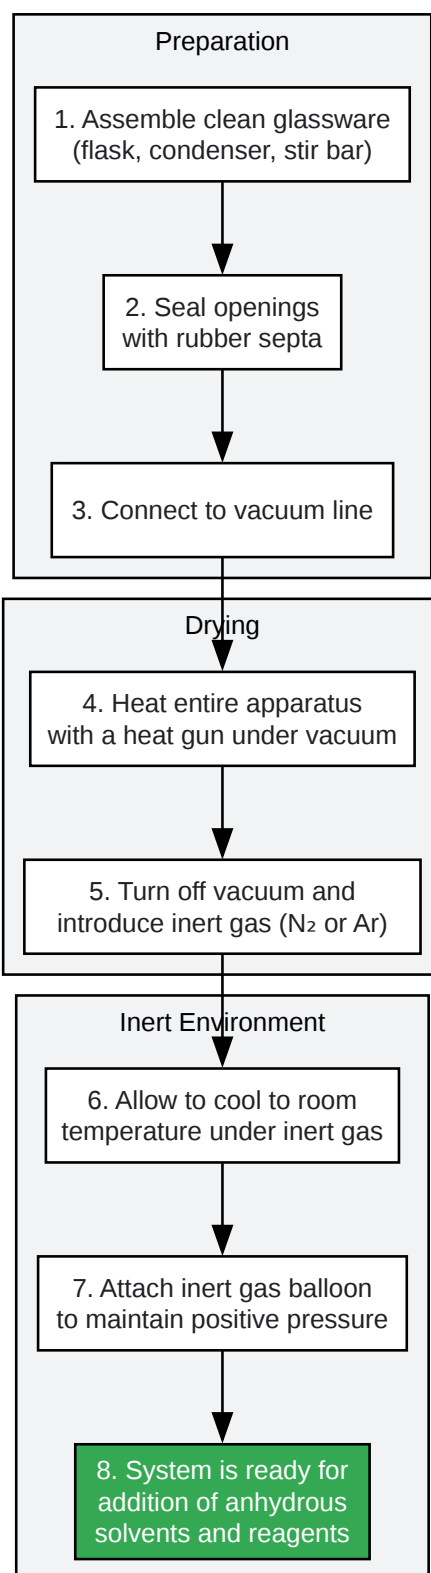 Preparation
1. Assemble clean glassware
(flask, condenser, stir bar)
2. Seal openings
with rubber septa
3. Connect to vacuum line
Drying
4. Heat entire apparatus
with a heat gun under vacuum
5. Turn off vacuum and
introduce inert gas (N₂ or Ar)
Inert Environment
6. Allow to cool to room
temperature under inert gas
7. Attach inert gas balloon
to maintain positive pressure
8. System is ready for
addition of anhydrous
solvents and reagents